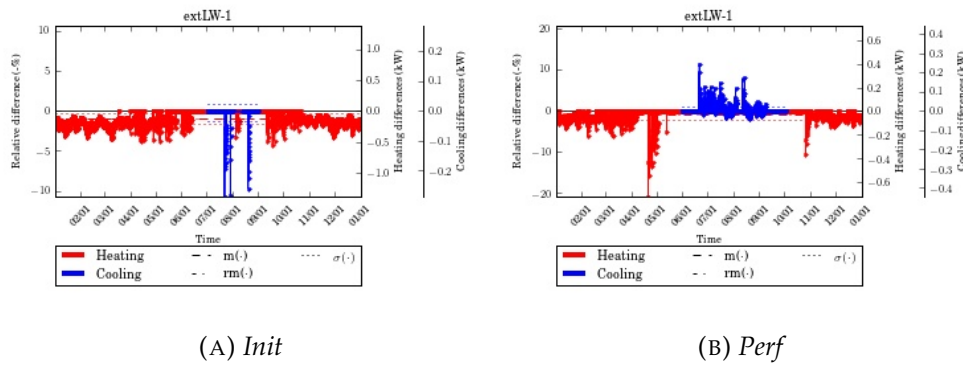 extLW-1
10
5
0
-5
-10
Relative difference (-%)
1.0
0.5
0.0
-0.5
-1.0
Heating differences (kW)
0.2
0.1
0.0
-0.1
-0.2
Cooling differences (kW)
02/01 03/01 04/01 05/01 06/01 07/01 08/01 09/01 10/01 11/01 12/01 01/01
Time
Heating m(·) σ(·)
Cooling rm(·)
(A) Init
extLW-1
20
10
0
-10
-20
Relative difference (-%)
0.6
0.4
0.2
0.0
-0.2
-0.4
-0.6
Heating differences (kW)
0.4
0.3
0.2
0.1
0.0
-0.1
-0.2
-0.3
-0.4
Cooling differences (kW)
02/01 03/01 04/01 05/01 06/01 07/01 08/01 09/01 10/01 11/01 12/01 01/01
Time
Heating m(·) σ(·)
Cooling rm(·)
(B) Perf